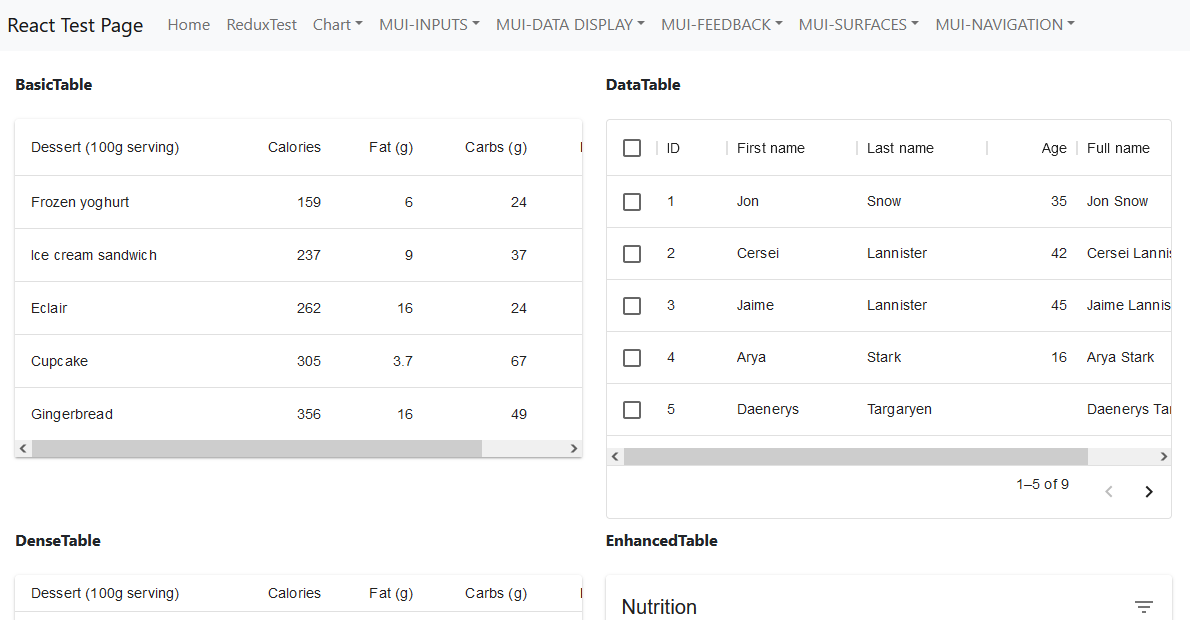 React Test Page Home ReduxTest Chart MUI-INPUTS MUI-DATA DISPLAY MUI-FEEDBACK MUI-SURFACES MUI-NAVIGATION
BasicTable
Dessert (100g serving) Calories Fat (g) Carbs (g)
Frozen yoghurt 159 6 24
Ice cream sandwich 237 9 37
Eclair 262 16 24
Cupcake 305 3.7 67
Gingerbread 356 16 49
DataTable
ID First name Last name Age Full name
1 Jon Snow 35 Jon Snow
2 Cersei Lannister 42 Cersei Lannis
3 Jaime Lannister 45 Jaime Lannis
4 Arya Stark 16 Arya Stark
5 Daenerys Targaryen Daenerys Tar
1–5 of 9
DenseTable
Dessert (100g serving) Calories Fat (g) Carbs (g)
EnhancedTable
Nutrition